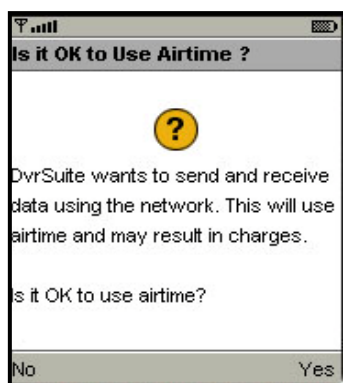 Is it OK to Use Airtime ?
?
DvrSuite wants to send and receive
data using the network. This will use
airtime and may result in charges.
Is it OK to use airtime?
No Yes